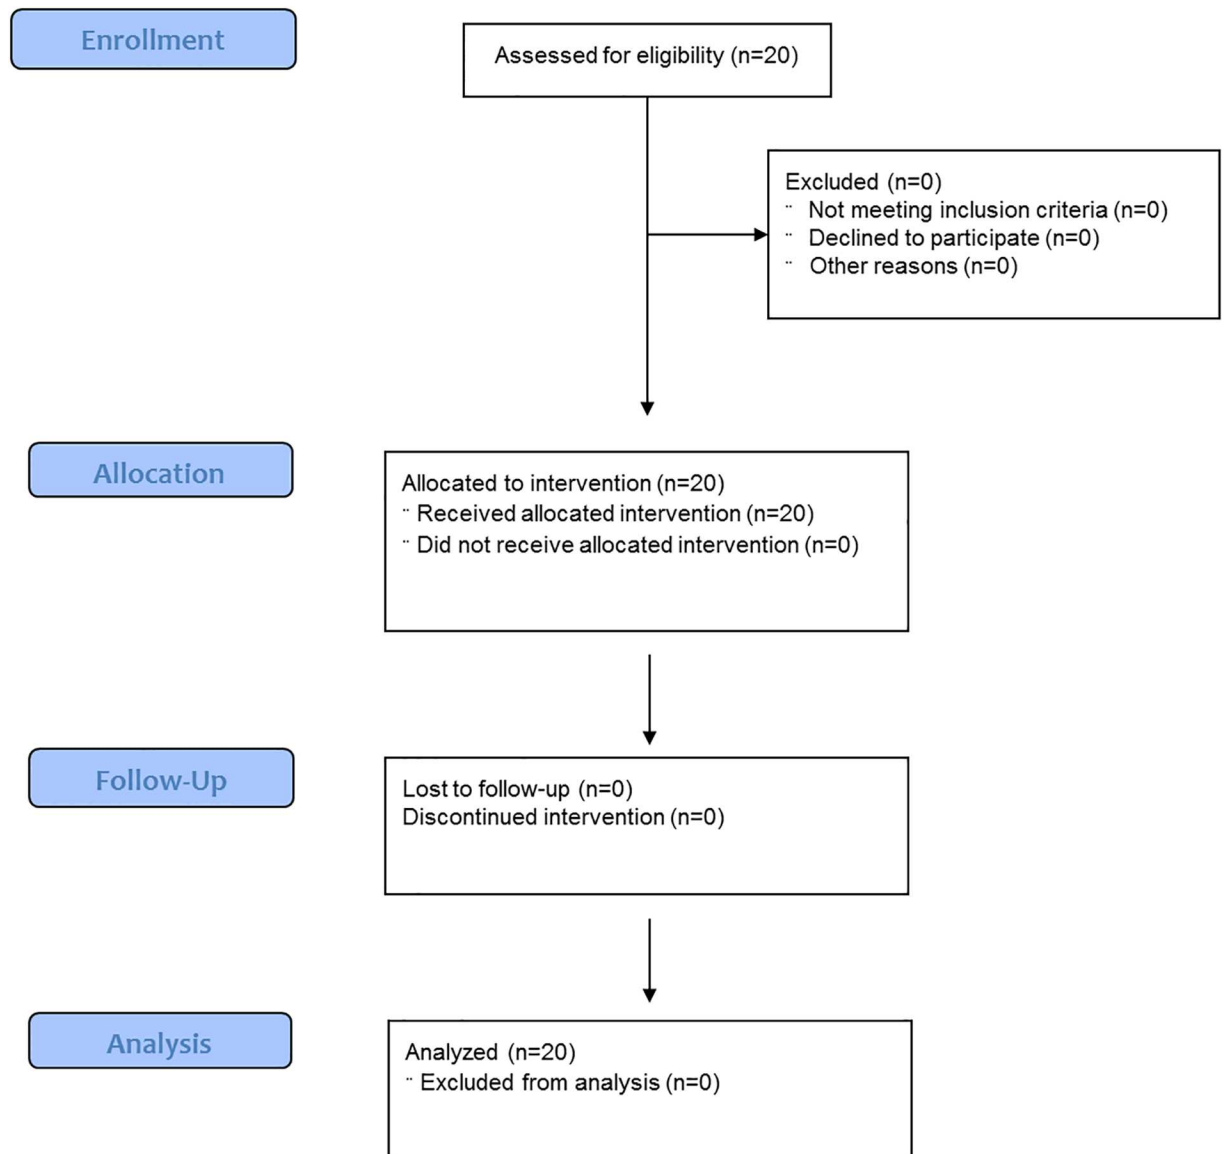 Enrollment
Assessed for eligibility (n=20)
Excluded (n=0)
¨ Not meeting inclusion criteria (n=0)
¨ Declined to participate (n=0)
¨ Other reasons (n=0)
Allocation
Allocated to intervention (n=20)
¨ Received allocated intervention (n=20)
¨ Did not receive allocated intervention (n=0)
Follow-Up
Lost to follow-up (n=0)
Discontinued intervention (n=0)
Analysis
Analyzed (n=20)
¨ Excluded from analysis (n=0)